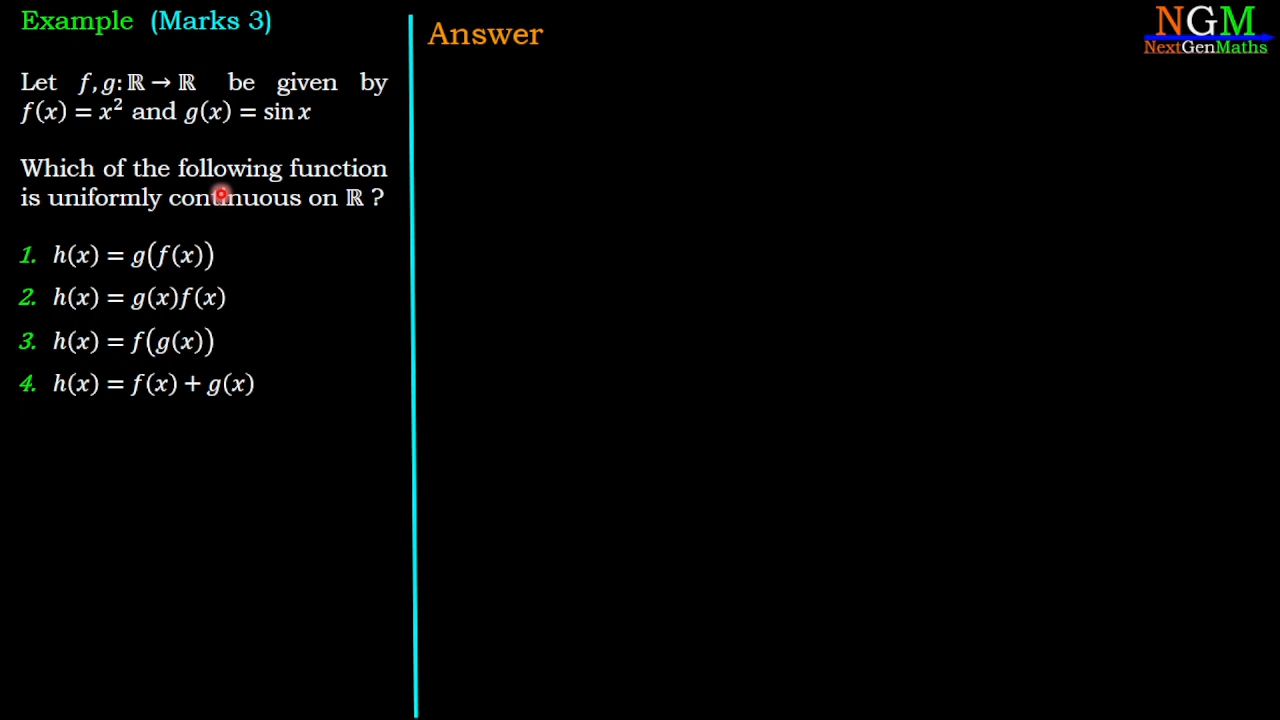 Example (Marks 3)
Let f, g: ℝ → ℝ be given by
f(x) = x² and g(x) = sin x
Which of the following function
is uniformly continuous on ℝ ?
1. h(x) = g(f(x))
2. h(x) = g(x)f(x)
3. h(x) = f(g(x))
4. h(x) = f(x) + g(x)
Answer
NGM
NextGenMaths